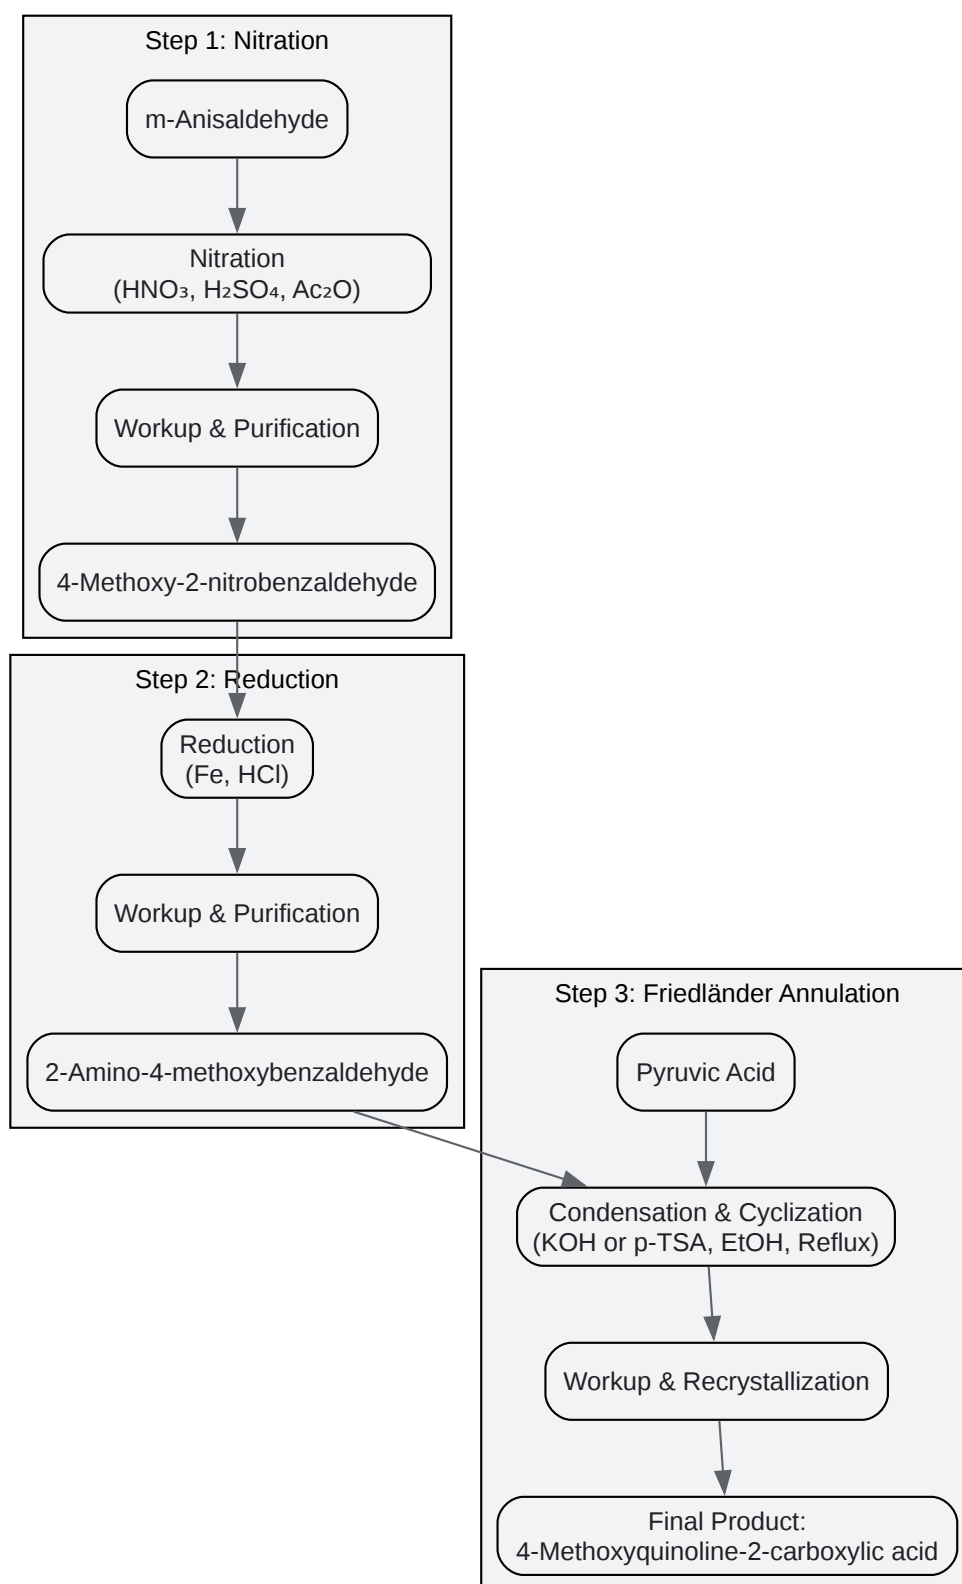 Step 1: Nitration
m-Anisaldehyde
Nitration
(HNO₃, H₂SO₄, Ac₂O)
Workup & Purification
4-Methoxy-2-nitrobenzaldehyde
Step 2: Reduction
Reduction
(Fe, HCl)
Workup & Purification
2-Amino-4-methoxybenzaldehyde
Step 3: Friedländer Annulation
Pyruvic Acid
Condensation & Cyclization
(KOH or p-TSA, EtOH, Reflux)
Workup & Recrystallization
Final Product:
4-Methoxyquinoline-2-carboxylic acid